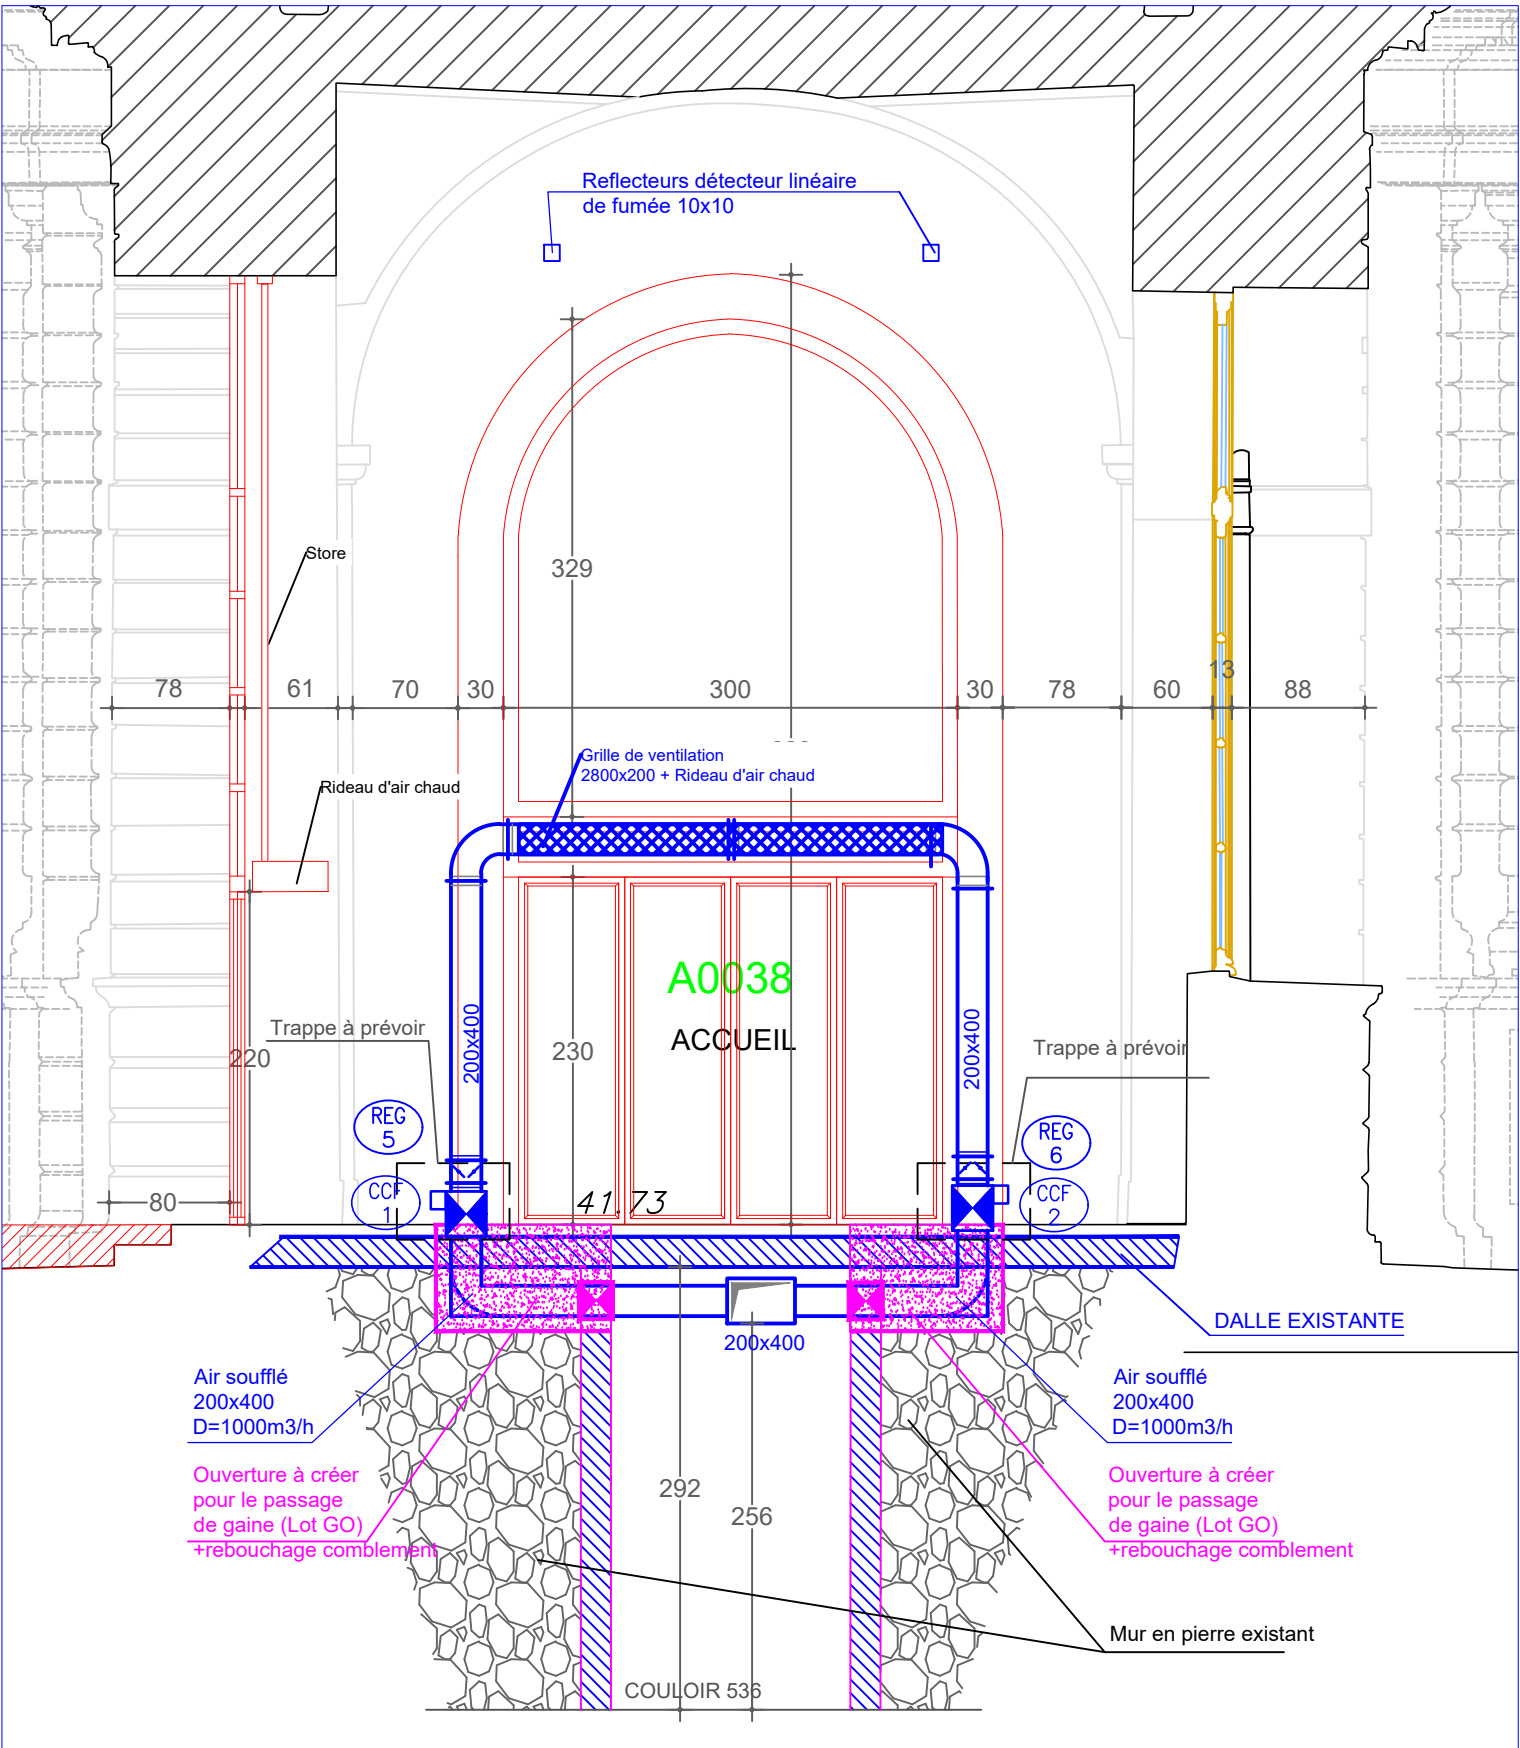 Reflecteurs détecteur linéaire
de fumée 10x10
Store
329
78
61
70
30
300
30
78
60
13
88
Grille de ventilation
2800x200 + Rideau d'air chaud
Rideau d'air chaud
A0038
ACCUEIL
Trappe à prévoir
220
200x400
230
200x400
Trappe à prévoir
REG
5
REG
6
CCF
1
CCF
2
80
41.73
DALLE EXISTANTE
200x400
Air soufflé
200x400
D=1000m3/h
Air soufflé
200x400
D=1000m3/h
Ouverture à créer
pour le passage
de gaine (Lot GO)
+rebouchage comblement
Ouverture à créer
pour le passage
de gaine (Lot GO)
+rebouchage comblement
292
256
Mur en pierre existant
COULOIR 536